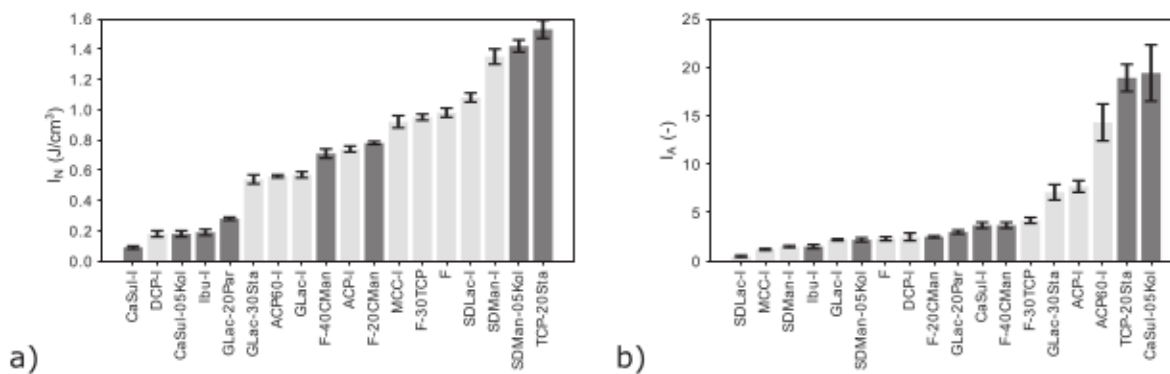 1.6
1.4
1.2
1.0
0.8
0.6
0.4
0.2
0.0
I_N (J/cm³)
CaSul-I
DCP-I
CaSul-05Kol
Ibu-I
GLac-20Par
GLac-30Sta
ACP60-I
GLac-I
F-40CMan
ACP-I
F-20CMan
MCC-I
F-30TCP
F
SDLac-I
SDMan-I
SDMan-05Kol
TCP-20Sta
a)
25
20
15
10
5
0
I_A (-)
SDLac-I
MCC-I
SDMan-I
Ibu-I
GLac-I
SDMan-05Kol
F
DCP-I
F-20CMan
GLac-20Par
CaSul-I
F-40CMan
F-30TCP
GLac-30Sta
ACP-I
ACP60-I
TCP-20Sta
CaSul-05Kol
b)